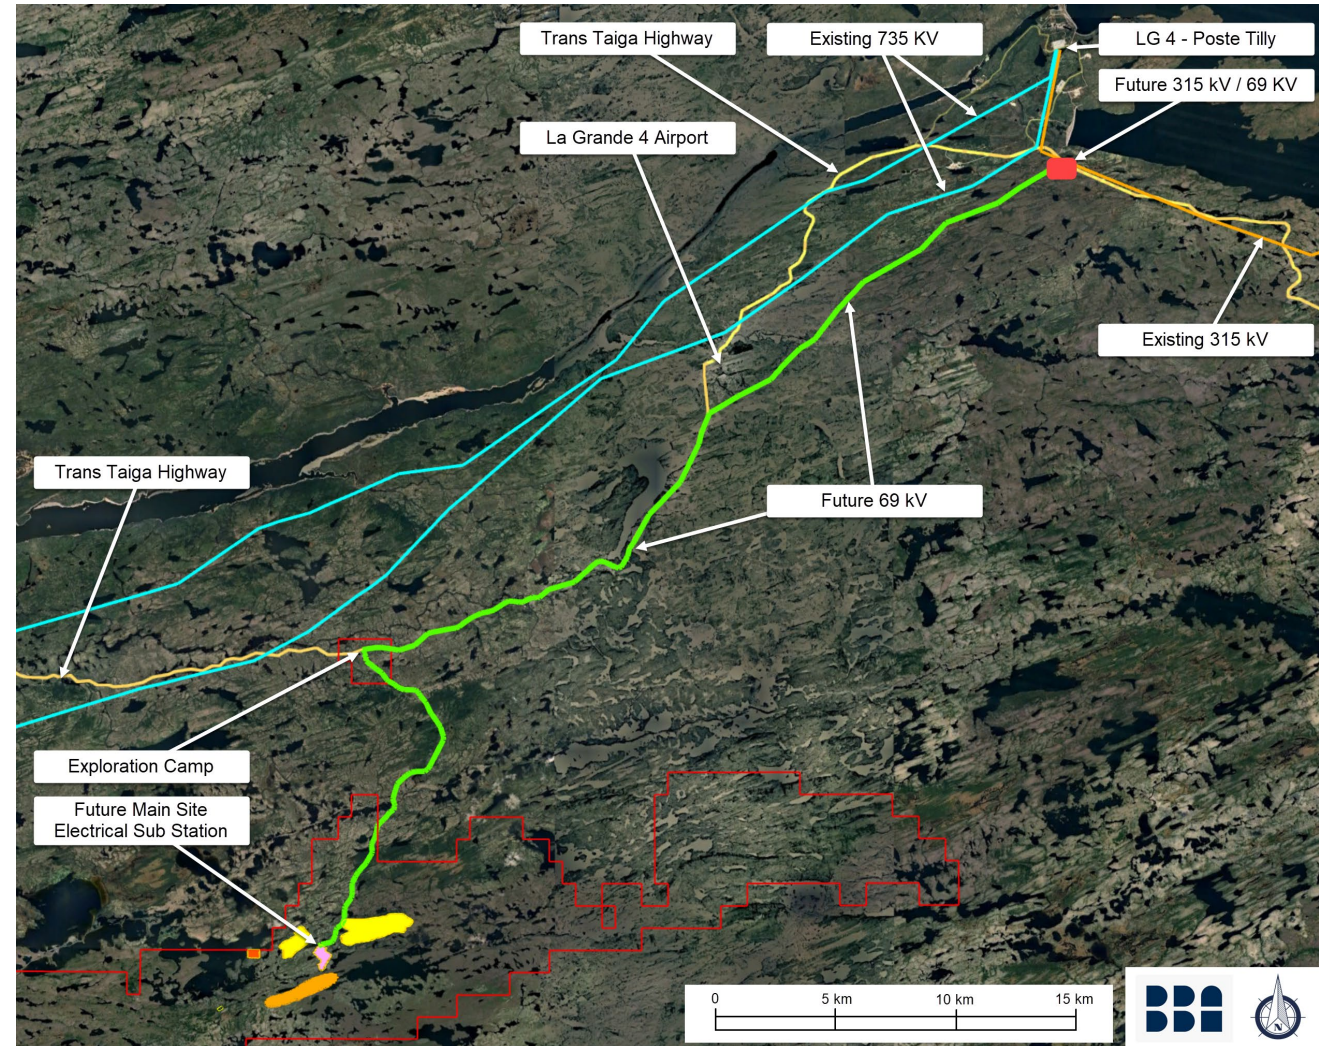 Trans Taiga Highway
Existing 735 KV
LG 4 - Poste Tilly
Future 315 kV / 69 KV
La Grande 4 Airport
Existing 315 kV
Trans Taiga Highway
Future 69 kV
Exploration Camp
Future Main Site
Electrical Sub Station
0 5 km 10 km 15 km
BBA
N